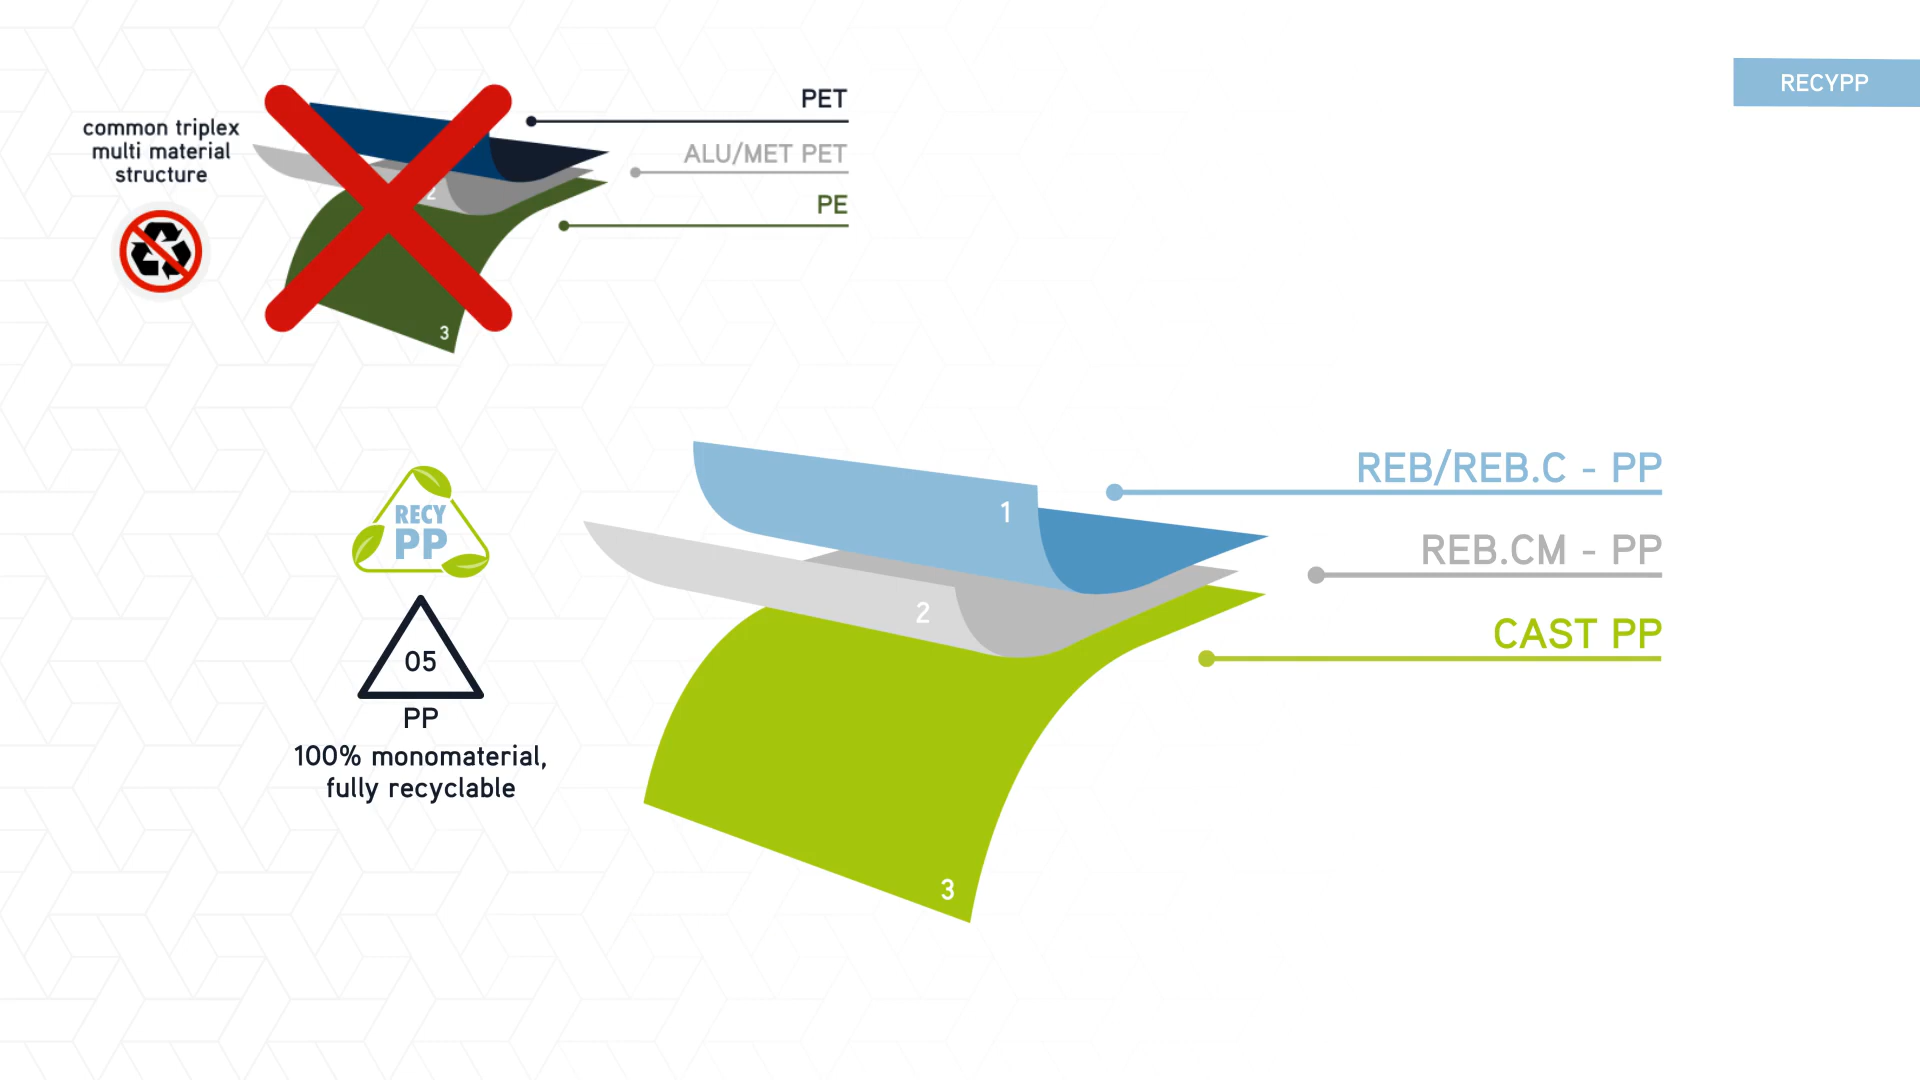 RECYPP
common triplex
multi material
structure
PET
ALU/MET PET
PE
2
3
RECY
PP
05
PP
100% monomaterial,
fully recyclable
1
2
3
REB/REB.C - PP
REB.CM - PP
CAST PP